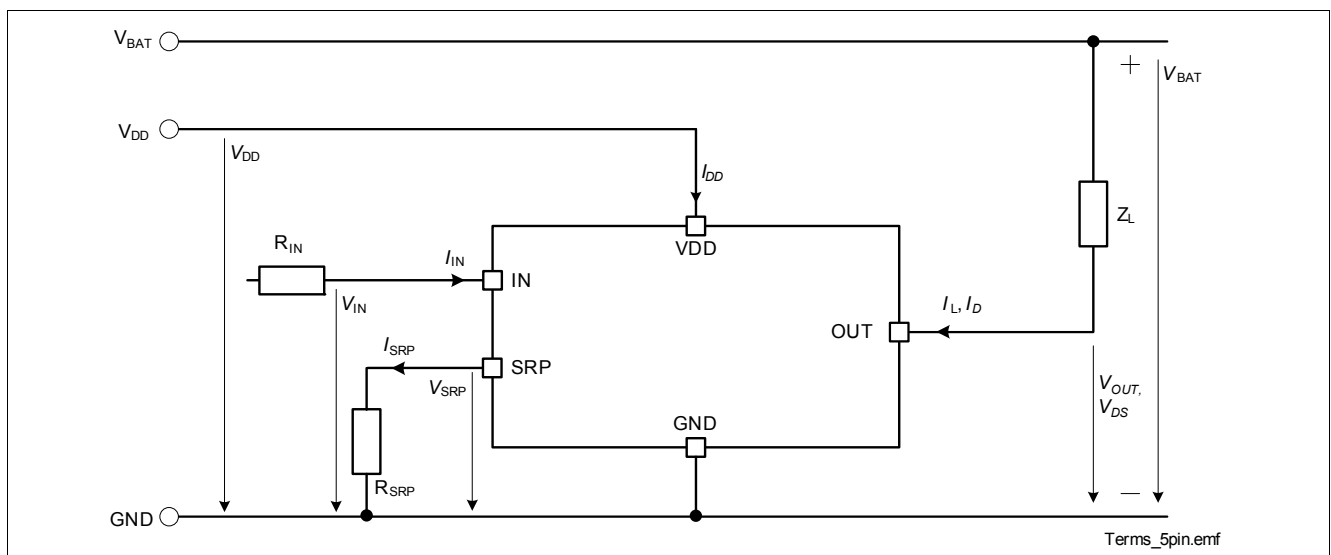 VBAT
+
VBAT
VDD
VDD
IDD
ZL
RIN
IIN
VDD
IN
VIN
IL, ID
OUT
ISRP
SRP
VSRP
VOUT,
VDS
GND
RSRP
–
GND
Terms_5pin.emf